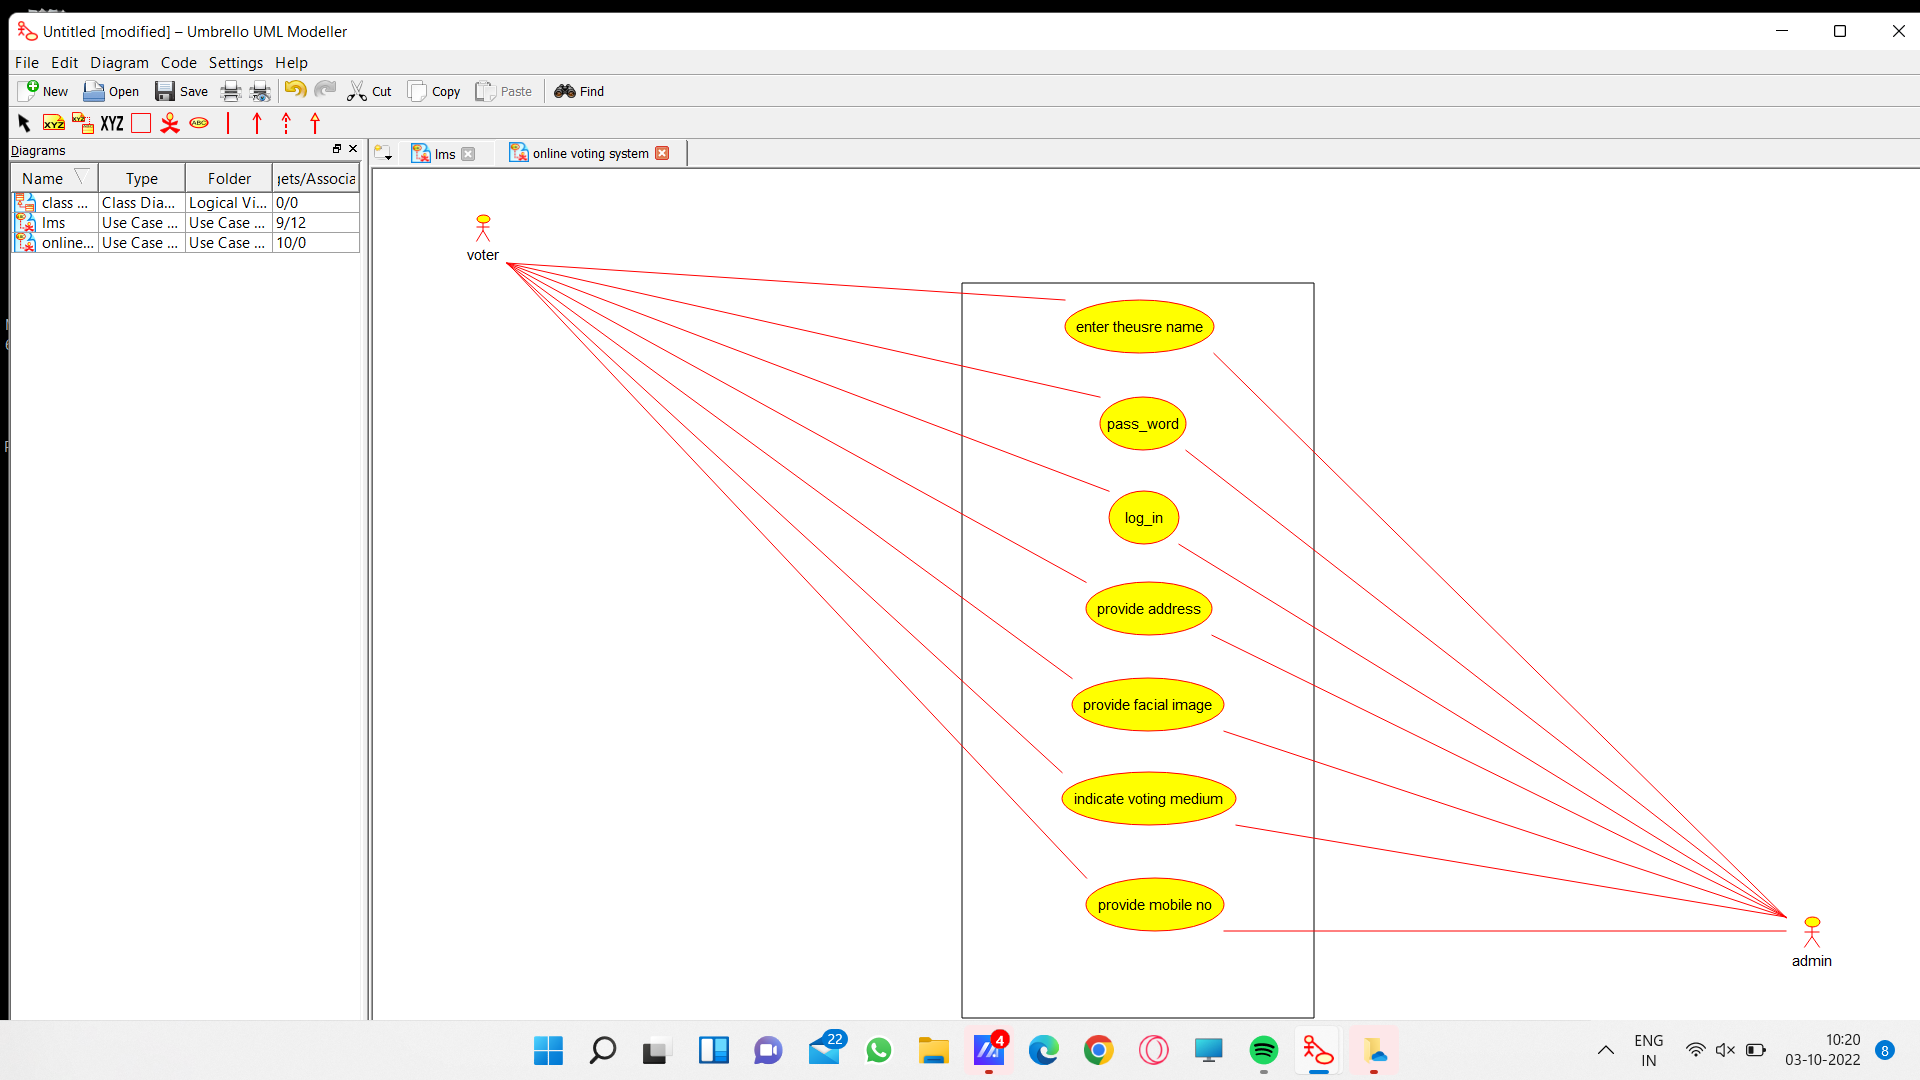 Untitled [modified] – Umbrello UML Modeller
File Edit Diagram Code Settings Help
New Open Save Cut Copy Paste Find
XYZ XYZ XYZ ABC
Diagrams
lms online voting system
Name Type Folder gets/Associa
class ... Class Dia... Logical Vi... 0/0
lms Use Case ... Use Case ... 9/12
online... Use Case ... Use Case ... 10/0
voter
enter theusre name
pass_word
log_in
provide address
provide facial image
indicate voting medium
provide mobile no
admin
22
4
ENG
IN
10:20
03-10-2022
8